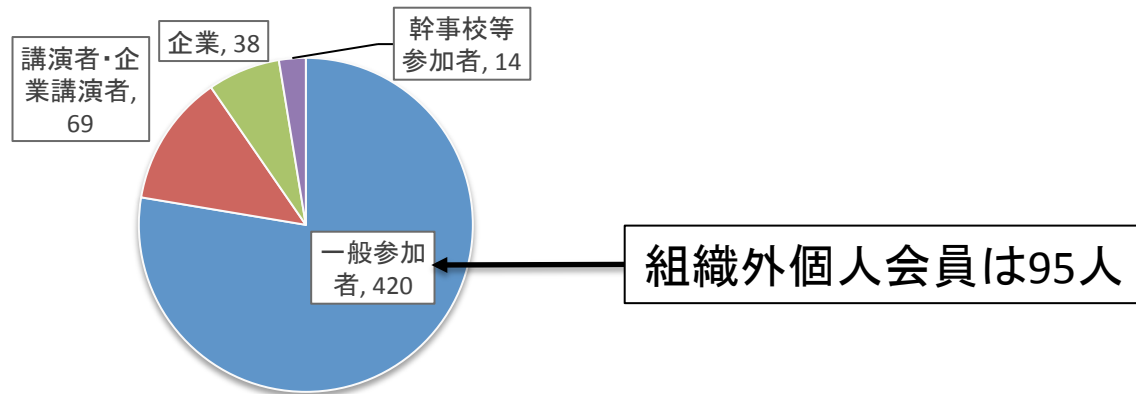 企業, 38
幹事校等
参加者, 14
講演者・企
業講演者,
69
一般参加
者, 420
組織外個人会員は95人